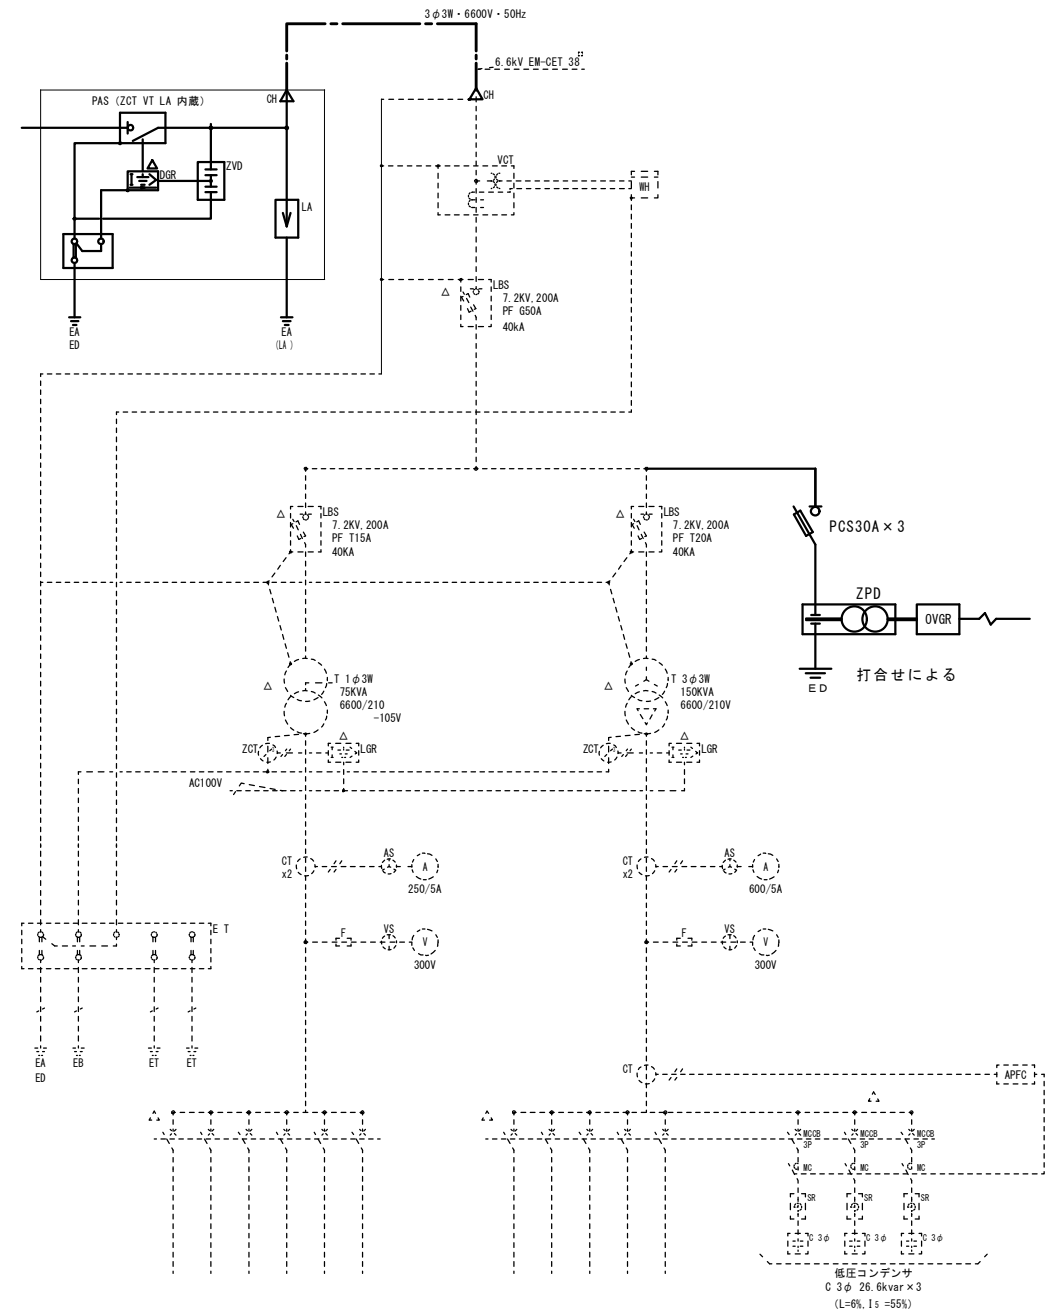 3φ3W・6600V・50Hz
6.6kV EM-CET 38
PAS（ZCT VT LA 内蔵）
CH
CH
VCT
ZVD
DGR
WH
LA
LBS
7.2KV,200A
PF G50A
40kA
EA
ED
EA
(LA )
LBS
7.2KV,200A
PF T15A
40KA
LBS
7.2KV,200A
PF T20A
40KA
PCS30A×3
ZPD
OVGR
ED
打合せによる
T 1φ3W
75KVA
6600/210
-105V
T 3φ3W
150KVA
6600/210V
ZCT
LGR
ZCT
LGR
AC100V
CT
x2
AS
A
250/5A
CT
x2
AS
A
600/5A
F
VS
V
300V
F
VS
V
300V
E T
EA
ED
EB
ET
ET
CT
APFC
MCCB
3P
MCCB
3P
MCCB
3P
MC
MC
MC
SR
SR
SR
C 3φ
C 3φ
C 3φ
低圧コンデンサ
C 3φ 26.6kvar×3
(L=6%,Is =55%)